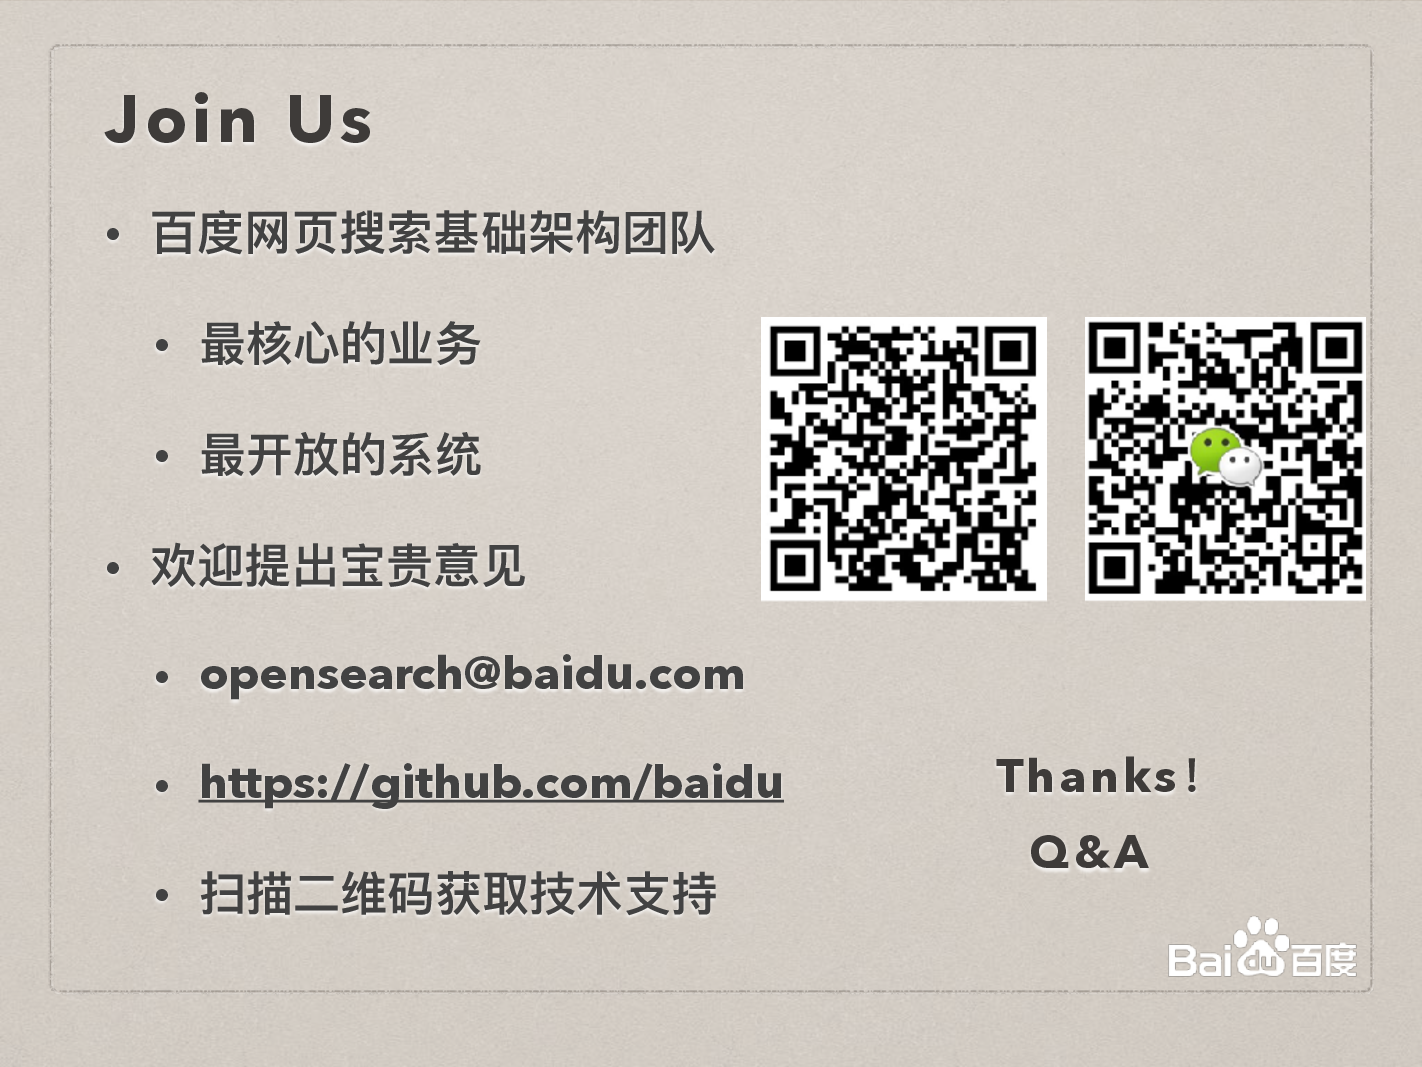 Join Us
• 百度网页搜索基础架构团队
• 最核心的业务
• 最开放的系统
• 欢迎提出宝贵意见
• opensearch@baidu.com
• https://github.com/baidu
• 扫描二维码获取技术支持
Thanks！
Q&A
Bai du 百度